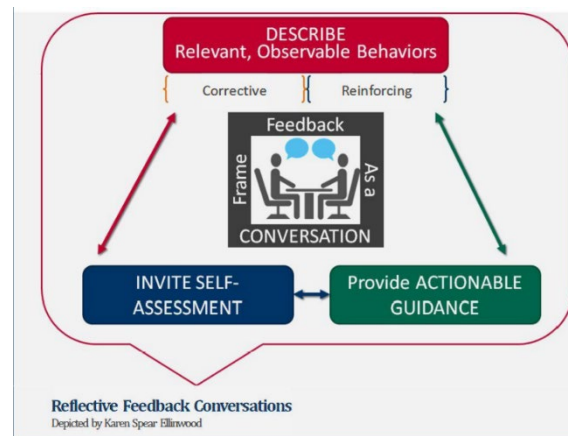 DESCRIBE
Relevant, Observable Behaviors
Corrective
Reinforcing
Feedback
Frame
As a
CONVERSATION
INVITE SELF-
ASSESSMENT
Provide ACTIONABLE
GUIDANCE
Reflective Feedback Conversations
Depicted by Karen Spear Ellinwood